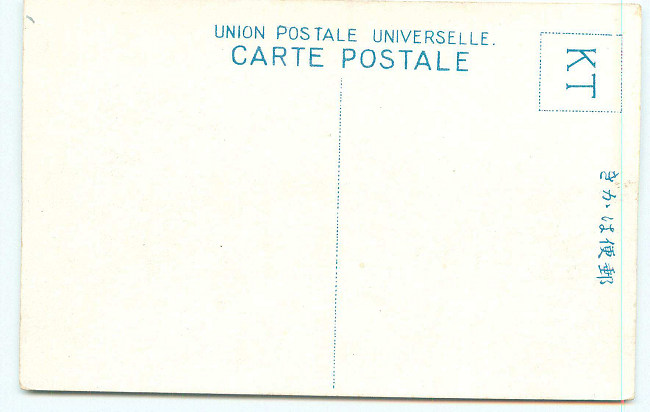 UNION POSTALE UNIVERSELLE.
CARTE POSTALE
KT
郵便はかき